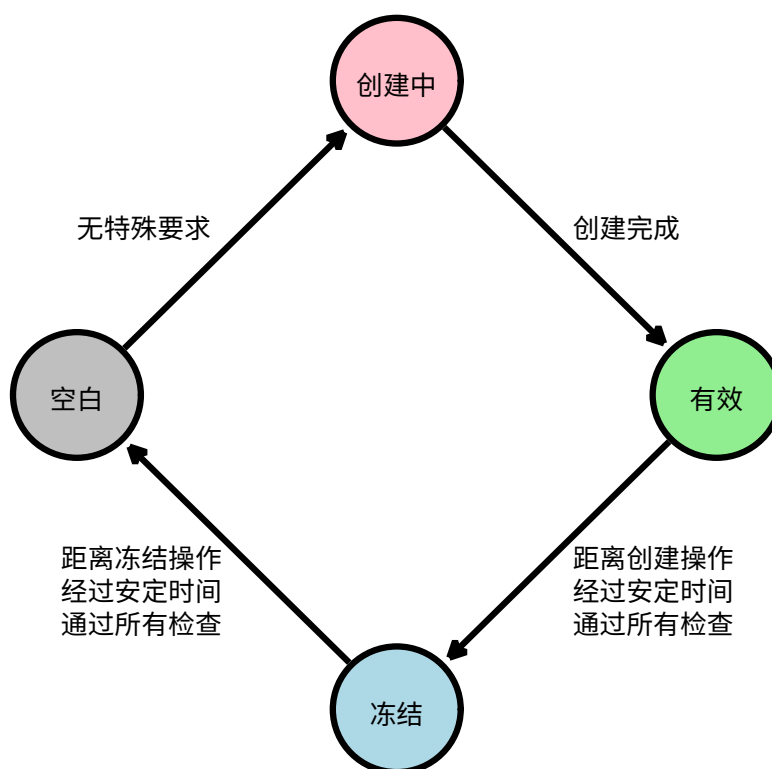 创建中
无特殊要求
创建完成
空白
有效
距离冻结操作
经过安定时间
通过所有检查
距离创建操作
经过安定时间
通过所有检查
冻结